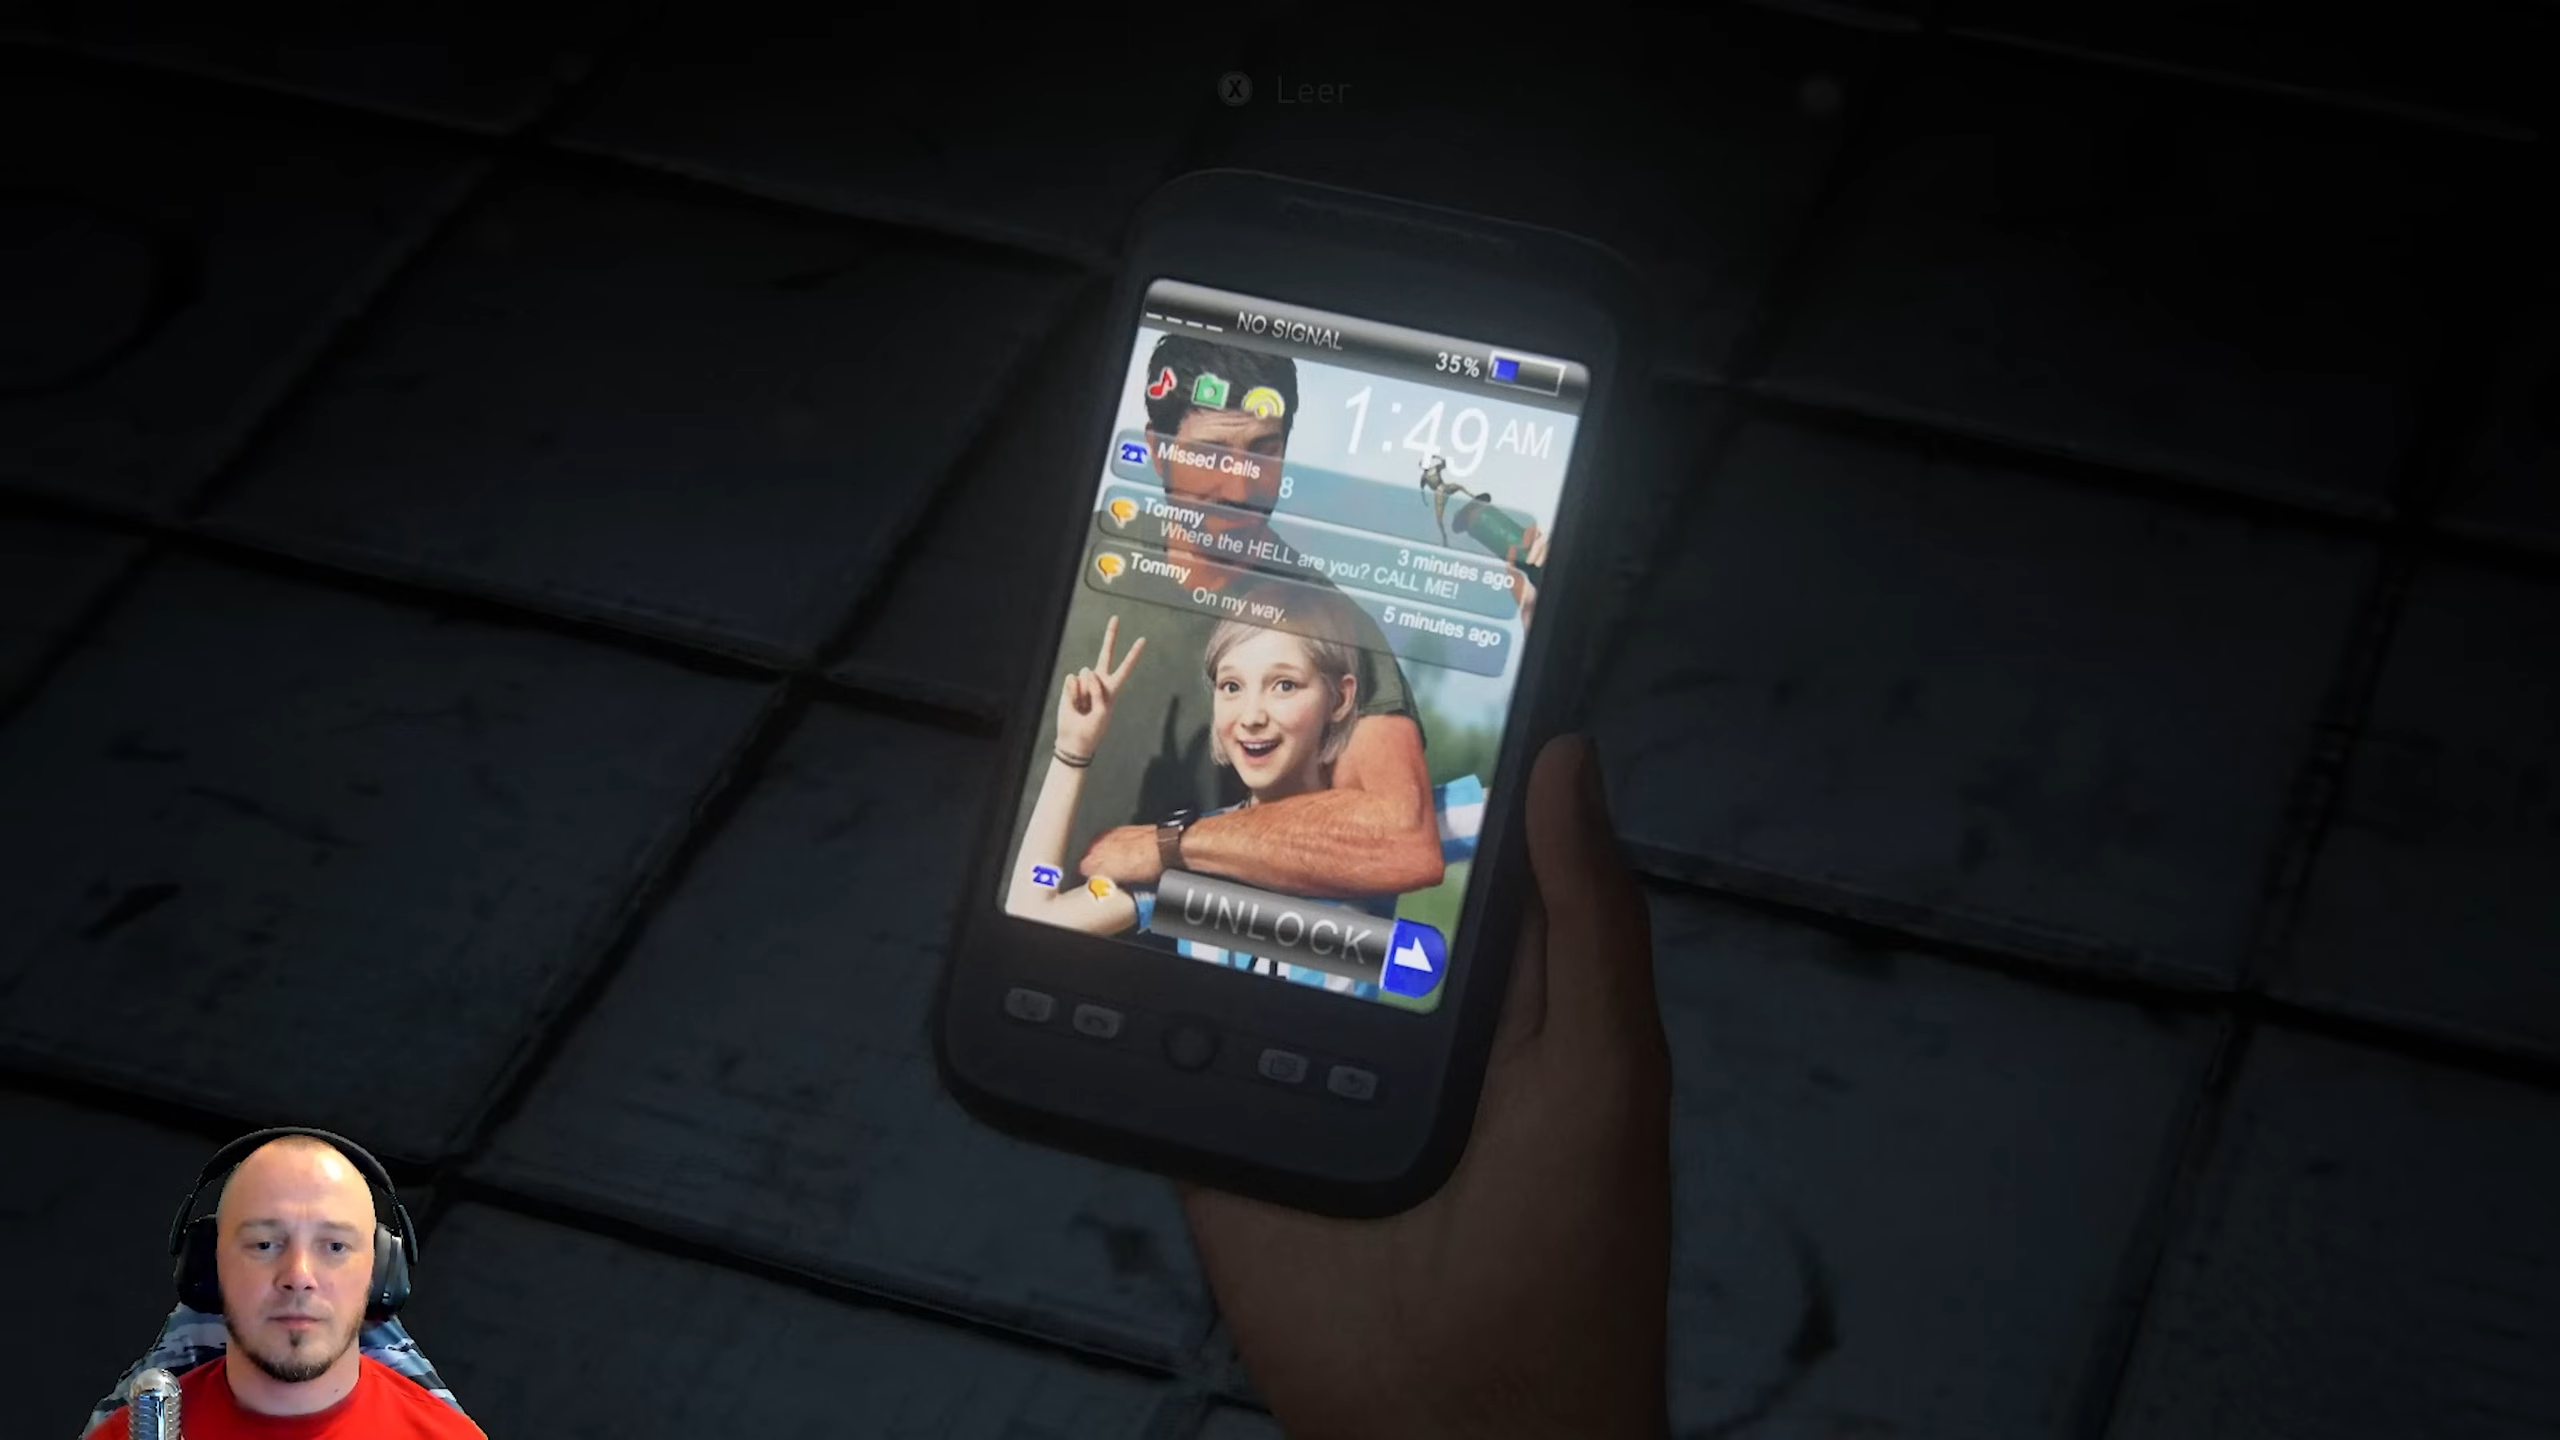 X Leer
NO SIGNAL
35%
1:49 AM
Missed Calls
8
Tommy
Where the HELL are you? CALL ME!
3 minutes ago
Tommy
On my way.
5 minutes ago
UNLOCK